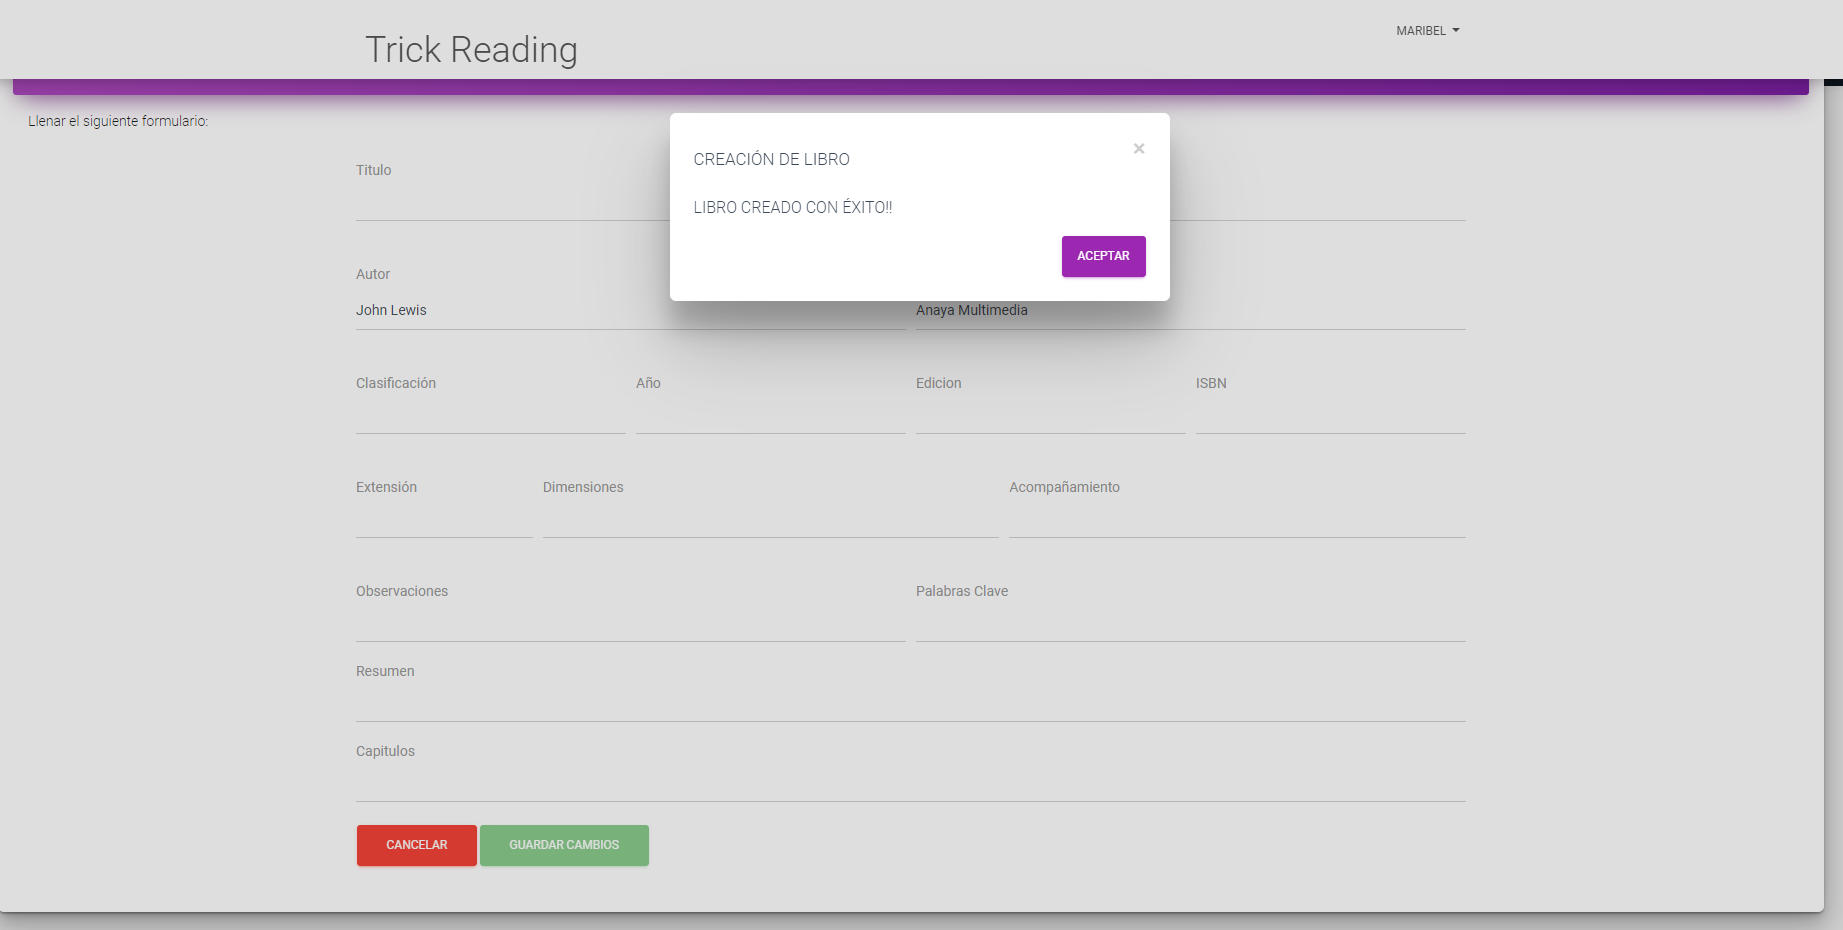 Trick Reading
MARIBEL
Llenar el siguiente formulario:
×
CREACIÓN DE LIBRO
LIBRO CREADO CON ÉXITO!!
ACEPTAR
Titulo
Autor
John Lewis
Anaya Multimedia
Clasificación
Año
Edicion
ISBN
Extensión
Dimensiones
Acompañamiento
Observaciones
Palabras Clave
Resumen
Capitulos
CANCELAR
GUARDAR CAMBIOS